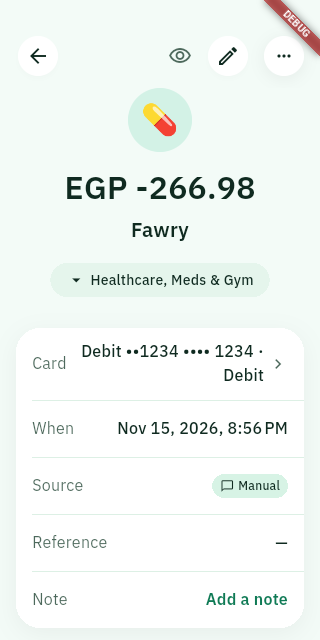 DEBUG
EGP -266.98
Fawry
Healthcare, Meds & Gym
Card
Debit ••1234 •••• 1234 ·
Debit
When
Nov 15, 2026, 8:56 PM
Source
Manual
Reference
—
Note
Add a note